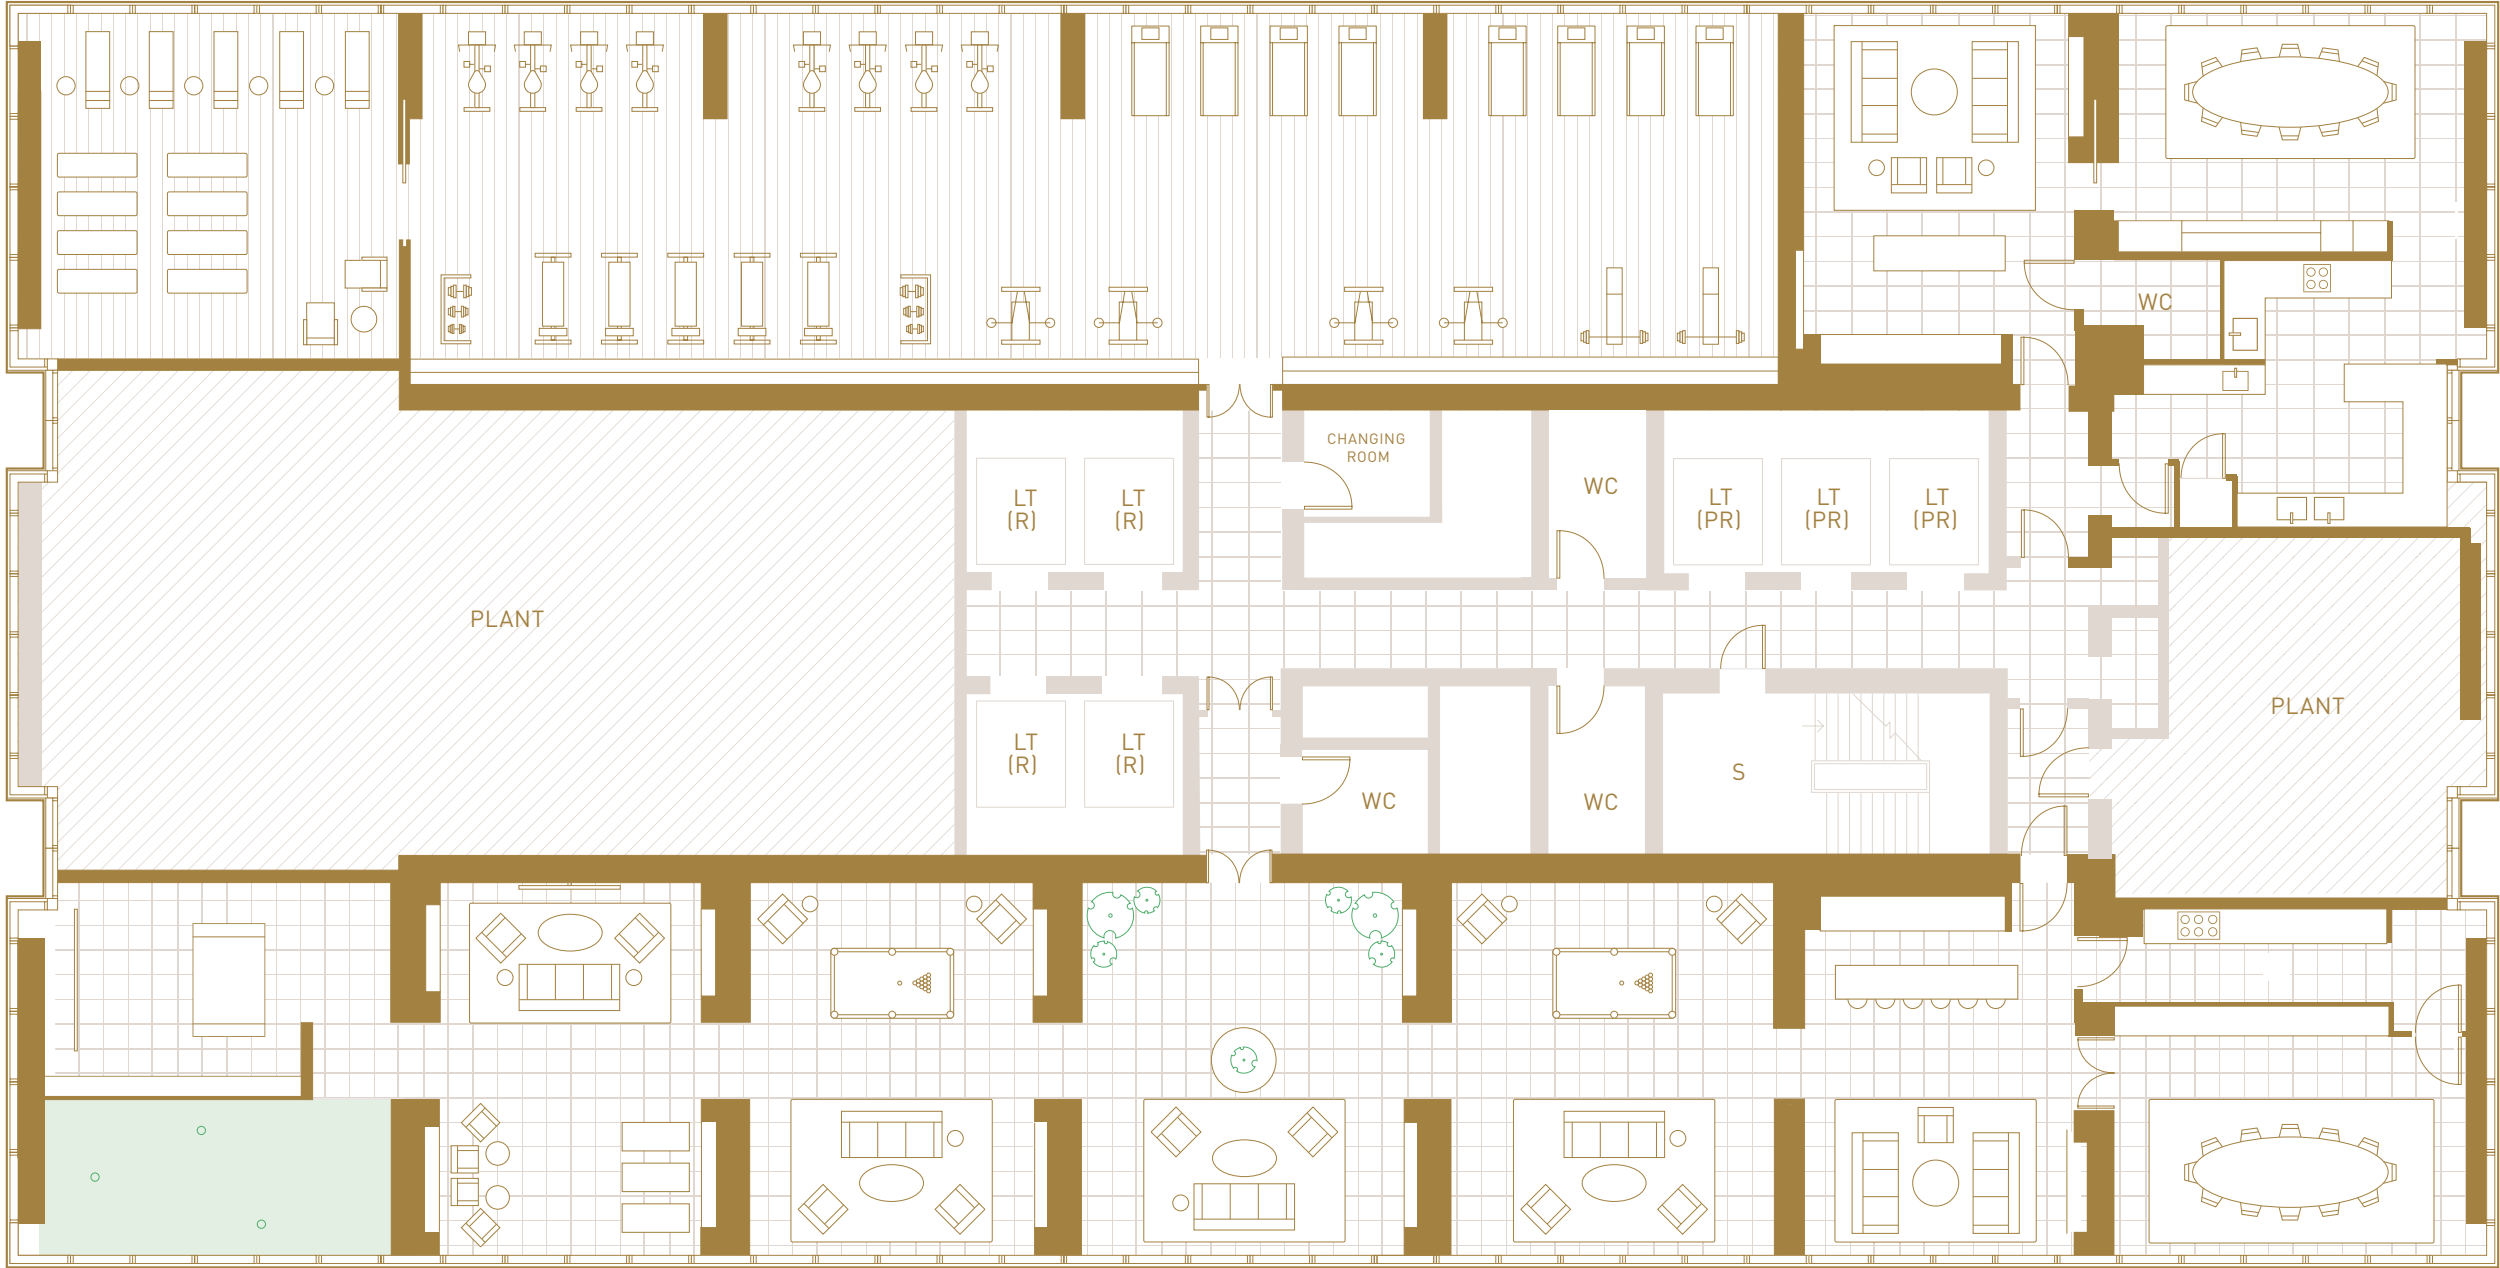 WC
CHANGING
ROOM
LT
(R)
LT
(R)
WC
LT
(PR)
LT
(PR)
LT
(PR)
PLANT
PLANT
LT
(R)
LT
(R)
WC
WC
S